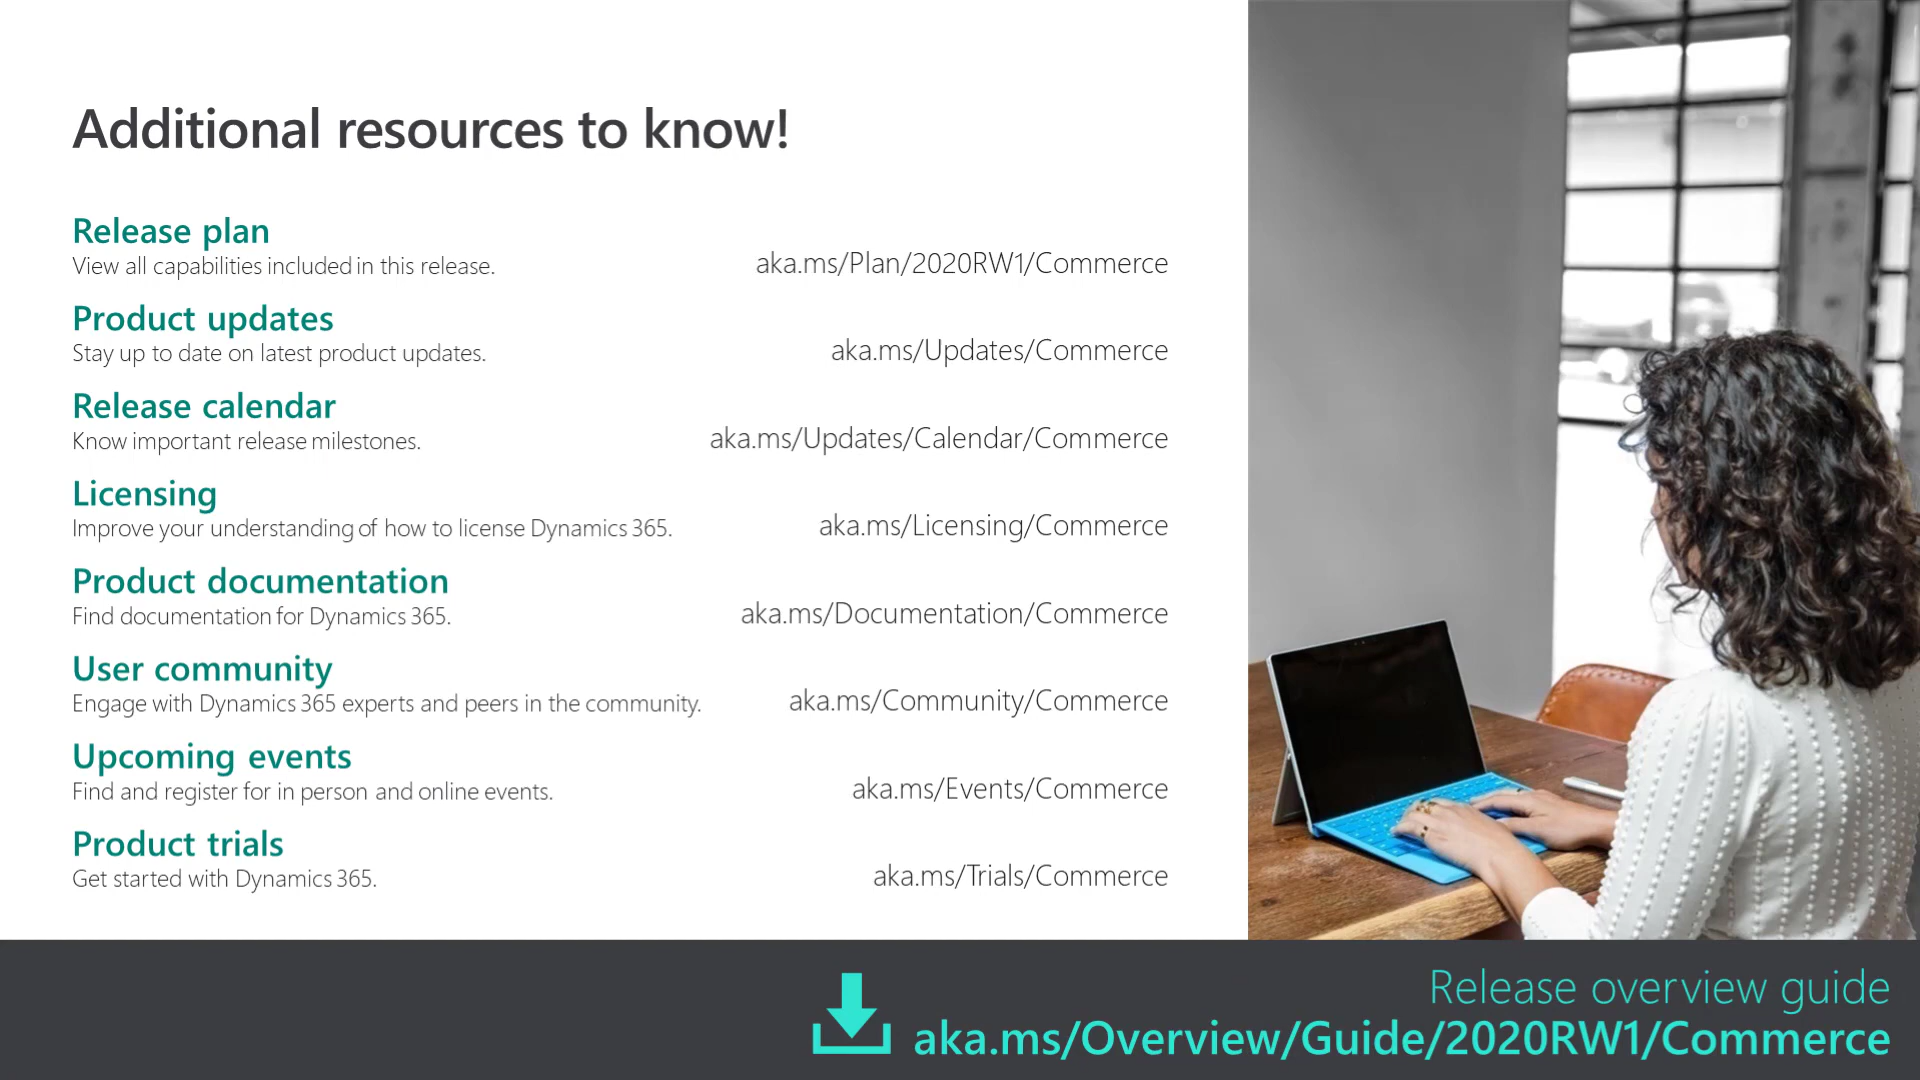 Additional resources to know!
Release plan
View all capabilities included in this release.
aka.ms/Plan/2020RW1/Commerce
Product updates
Stay up to date on latest product updates.
aka.ms/Updates/Commerce
Release calendar
Know important release milestones.
aka.ms/Updates/Calendar/Commerce
Licensing
Improve your understanding of how to license Dynamics 365.
aka.ms/Licensing/Commerce
Product documentation
Find documentation for Dynamics 365.
aka.ms/Documentation/Commerce
User community
Engage with Dynamics 365 experts and peers in the community.
aka.ms/Community/Commerce
Upcoming events
Find and register for in person and online events.
aka.ms/Events/Commerce
Product trials
Get started with Dynamics 365.
aka.ms/Trials/Commerce
Release overview guide
aka.ms/Overview/Guide/2020RW1/Commerce